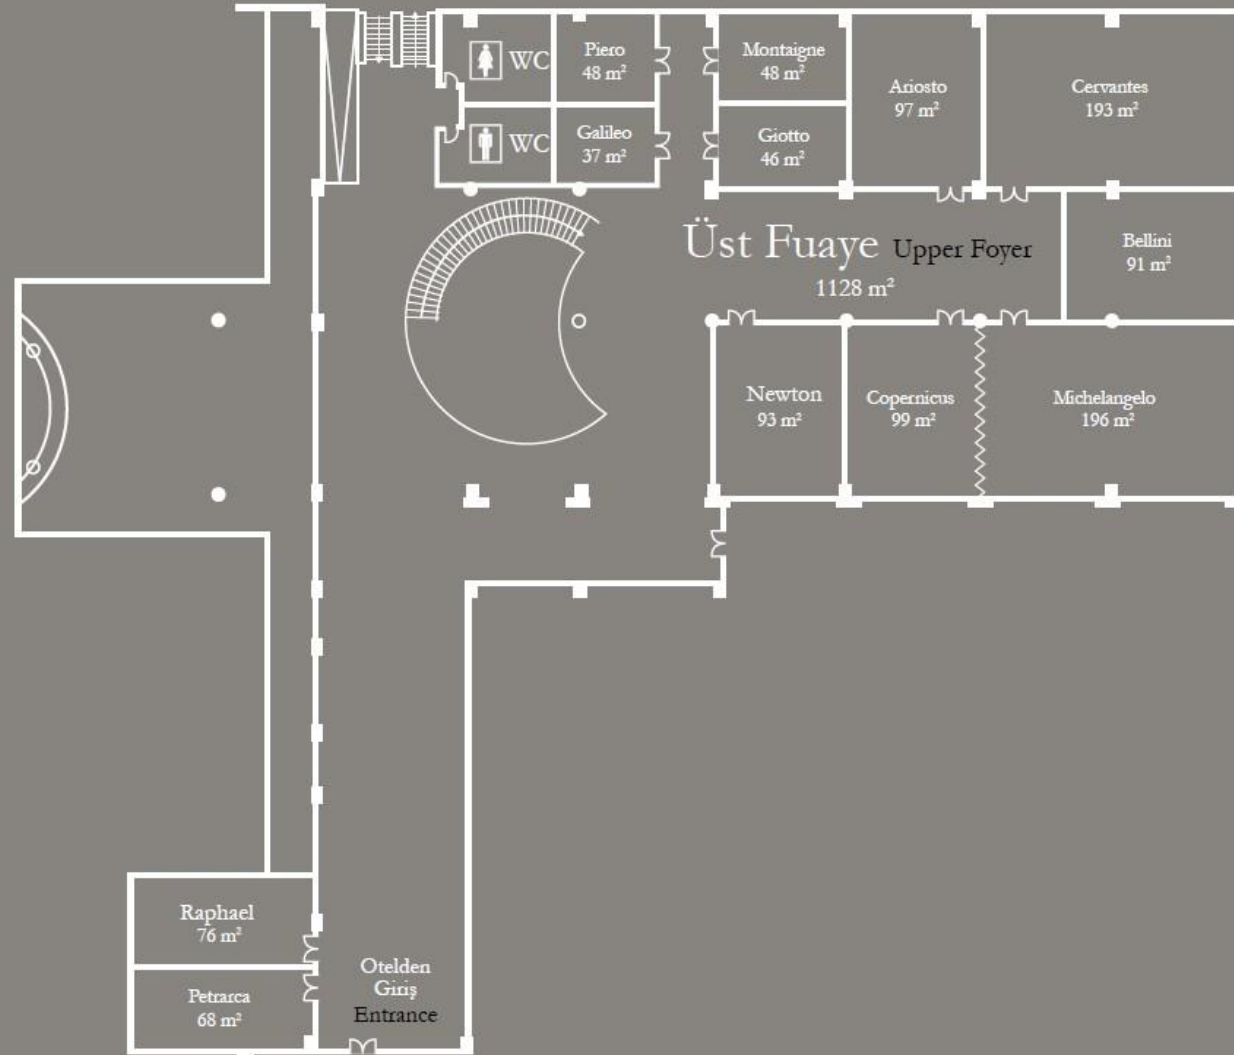 WC
Piero
48 m²
Montaigne
48 m²
Ariosto
97 m²
Cervantes
193 m²
WC
Galileo
37 m²
Giotto
46 m²
Üst Fuaye Upper Foyer
1128 m²
Bellini
91 m²
Newton
93 m²
Copernicus
99 m²
Michelangelo
196 m²
Raphael
76 m²
Petrarca
68 m²
Otelden
Giriş
Entrance